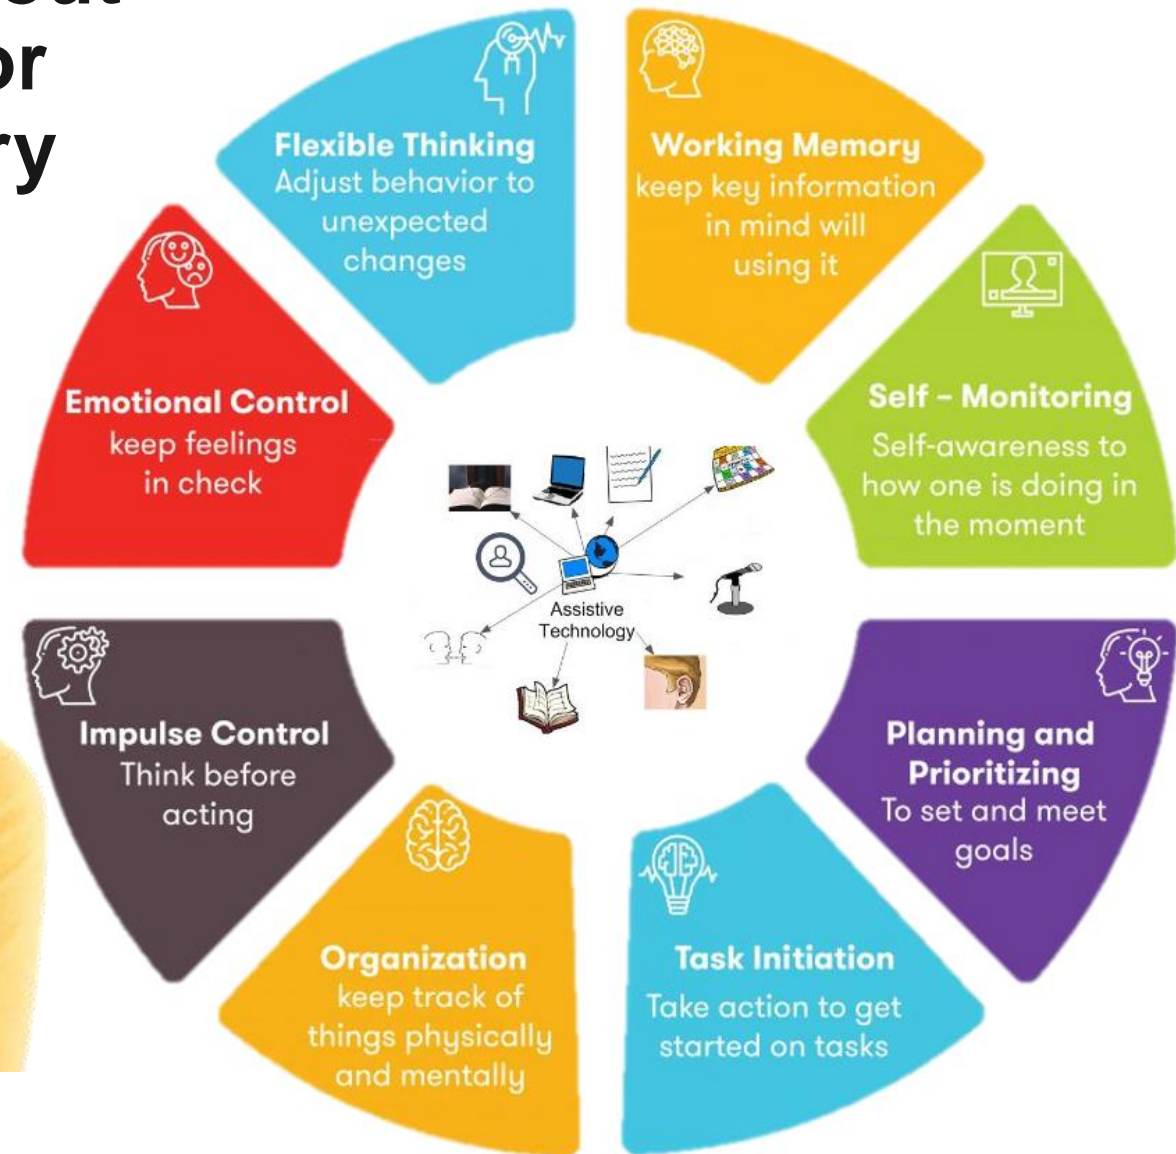 Flexible Thinking
Adjust behavior to
unexpected
changes
Working Memory
keep key information
in mind will
using it
Self – Monitoring
Self-awareness to
how one is doing in
the moment
Planning and
Prioritizing
To set and meet
goals
Task Initiation
Take action to get
started on tasks
Organization
keep track of
things physically
and mentally
Impulse Control
Think before
acting
Emotional Control
keep feelings
in check
Assistive
Technology